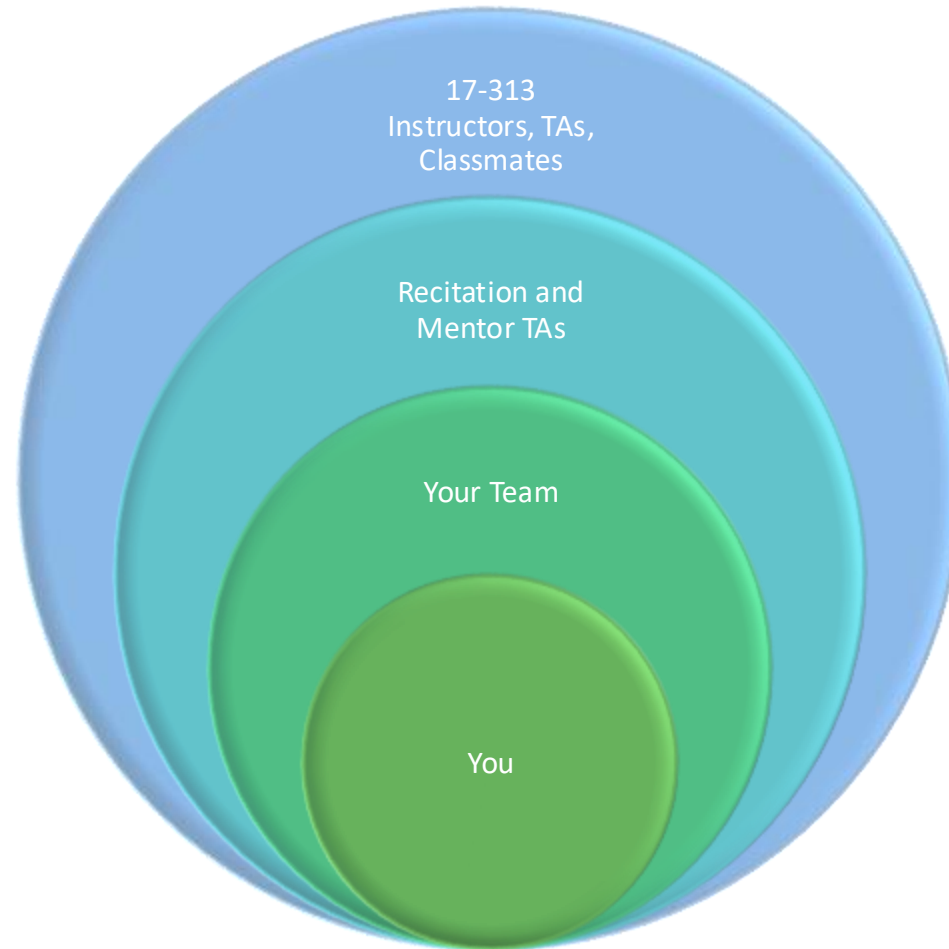 17-313
Instructors, TAs,
Classmates
Recitation and
Mentor TAs
Your Team
You